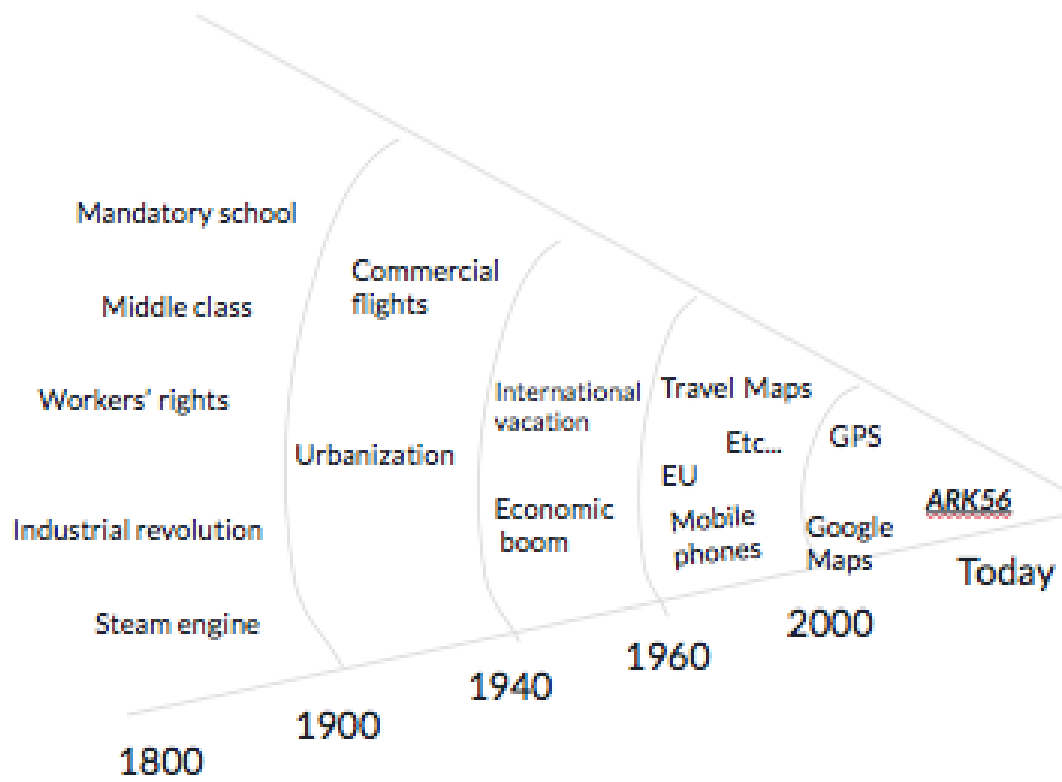 Mandatory school
Middle class
Workers' rights
Industrial revolution
Steam engine
Commercial
flights
Urbanization
International
vacation
Economic
boom
Travel Maps
Etc...
EU
Mobile
phones
GPS
Google
Maps
ARK56
1800
1900
1940
1960
2000
Today